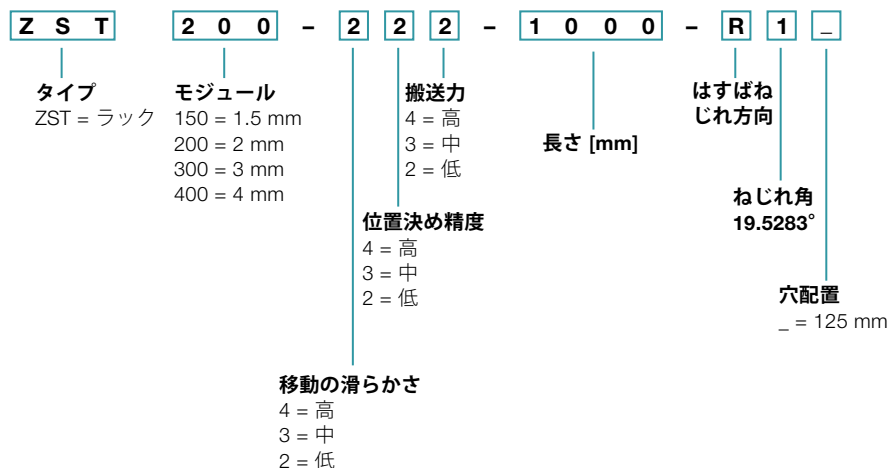 Z S T 2 0 0 – 2 2 2 – 1 0 0 0 – R 1 _
タイプ
ZST = ラック
モジュール
150 = 1.5 mm
200 = 2 mm
300 = 3 mm
400 = 4 mm
搬送力
4 = 高
3 = 中
2 = 低
長さ [mm]
はすばね
じれ方向
位置決め精度
4 = 高
3 = 中
2 = 低
ねじれ角
19.5283°
穴配置
_ = 125 mm
移動の滑らかさ
4 = 高
3 = 中
2 = 低